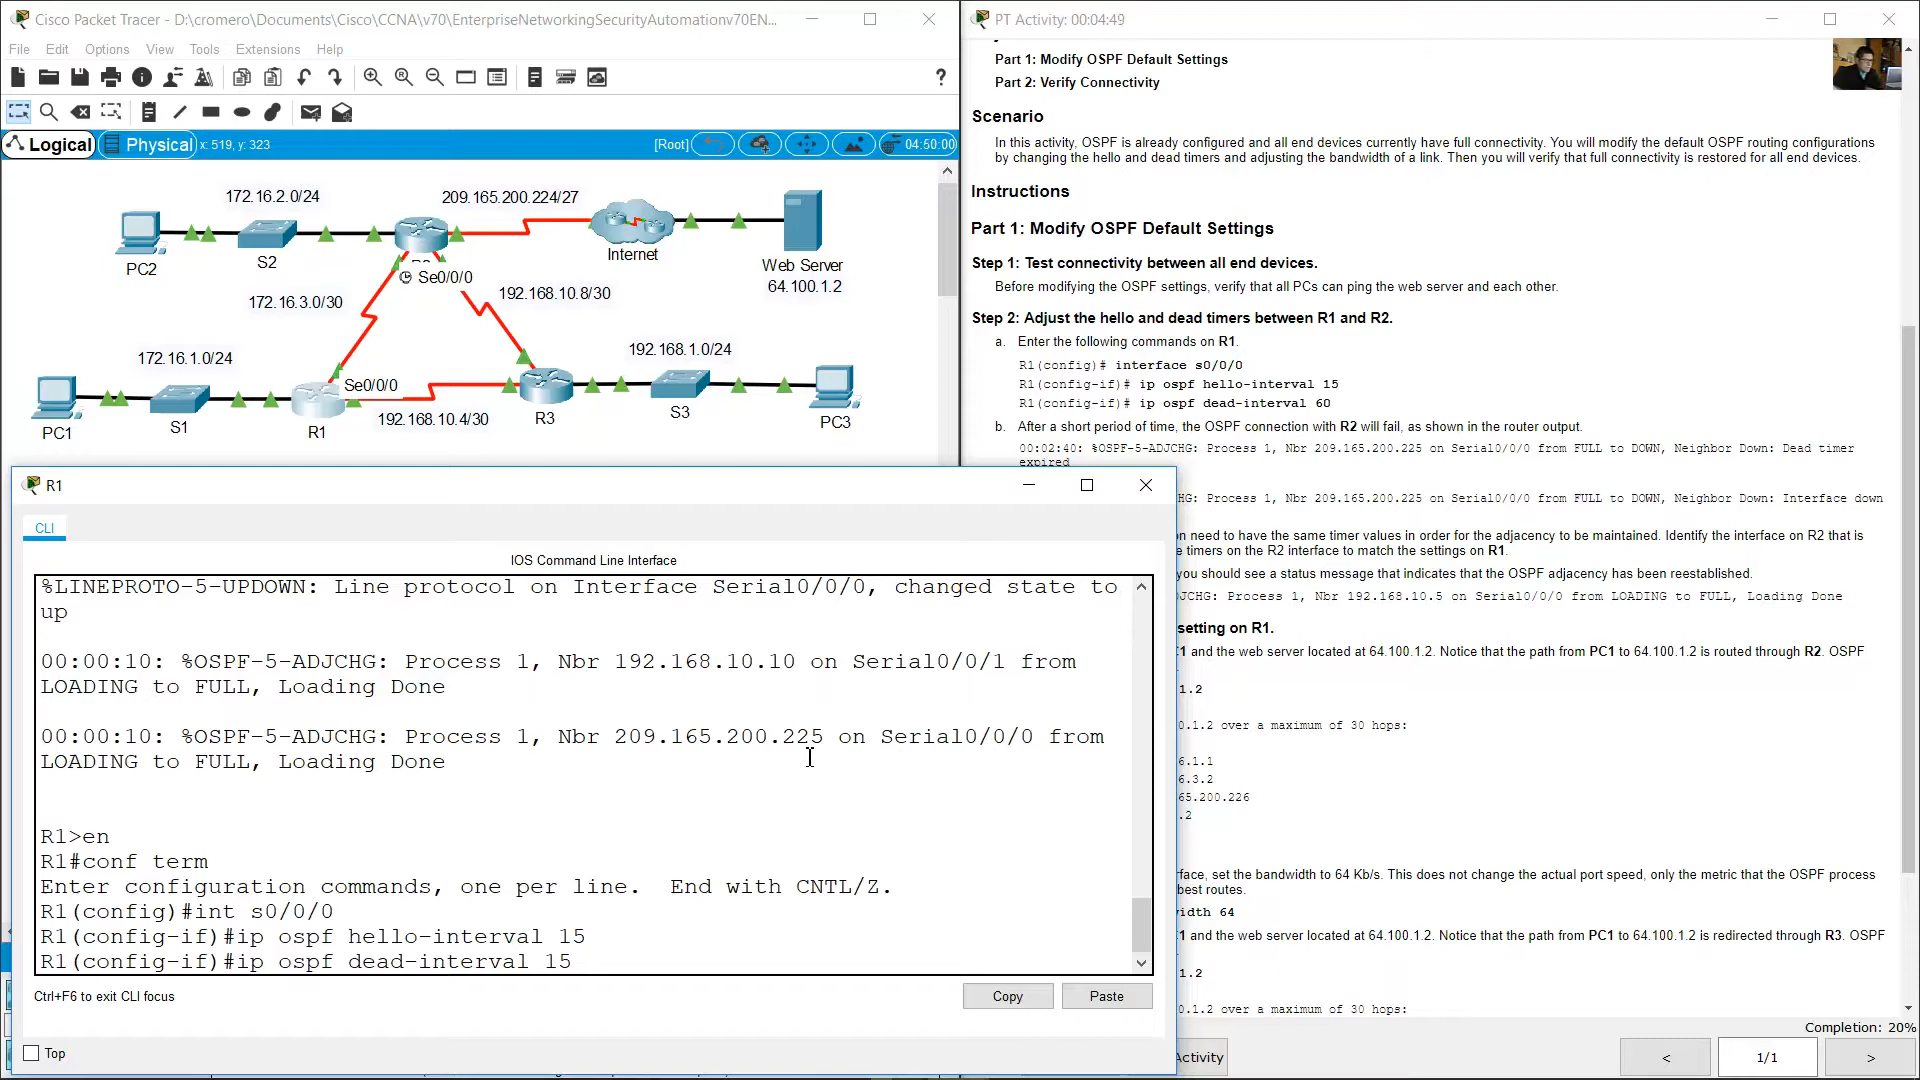 Cisco Packet Tracer - D:\cromero\Documents\Cisco\CCNA\v70\EnterpriseNetworkingSecurityAutomationv70EN...
File Edit Options View Tools Extensions Help
?
Logical Physical x: 519, y: 323
[Root] 04:50:00
172.16.2.0/24
209.165.200.224/27
PC2
S2
Internet
Web Server
64.100.1.2
Se0/0/0
172.16.3.0/30
192.168.10.8/30
172.16.1.0/24
192.168.1.0/24
Se0/0/0
PC1
S1
R1
192.168.10.4/30
R3
S3
PC3
R1
CLI
IOS Command Line Interface
%LINEPROTO-5-UPDOWN: Line protocol on Interface Serial0/0/0, changed state to
up
00:00:10: %OSPF-5-ADJCHG: Process 1, Nbr 192.168.10.10 on Serial0/0/1 from
LOADING to FULL, Loading Done
00:00:10: %OSPF-5-ADJCHG: Process 1, Nbr 209.165.200.225 on Serial0/0/0 from
LOADING to FULL, Loading Done
R1>en
R1#conf term
Enter configuration commands, one per line.  End with CNTL/Z.
R1(config)#int s0/0/0
R1(config-if)#ip ospf hello-interval 15
R1(config-if)#ip ospf dead-interval 15
Ctrl+F6 to exit CLI focus
Copy
Paste
Top
PT Activity: 00:04:49
Part 1: Modify OSPF Default Settings
Part 2: Verify Connectivity
Scenario
In this activity, OSPF is already configured and all end devices currently have full connectivity. You will modify the default OSPF routing configurations
by changing the hello and dead timers and adjusting the bandwidth of a link. Then you will verify that full connectivity is restored for all end devices.
Instructions
Part 1: Modify OSPF Default Settings
Step 1: Test connectivity between all end devices.
Before modifying the OSPF settings, verify that all PCs can ping the web server and each other.
Step 2: Adjust the hello and dead timers between R1 and R2.
a. Enter the following commands on R1.
R1(config)# interface s0/0/0
R1(config-if)# ip ospf hello-interval 15
R1(config-if)# ip ospf dead-interval 60
b. After a short period of time, the OSPF connection with R2 will fail, as shown in the router output.
00:02:40: %OSPF-5-ADJCHG: Process 1, Nbr 209.165.200.225 on Serial0/0/0 from FULL to DOWN, Neighbor Down: Dead timer
expired
HG: Process 1, Nbr 209.165.200.225 on Serial0/0/0 from FULL to DOWN, Neighbor Down: Interface down
n need to have the same timer values in order for the adjacency to be maintained. Identify the interface on R2 that is
e timers on the R2 interface to match the settings on R1.
you should see a status message that indicates that the OSPF adjacency has been reestablished.
JCHG: Process 1, Nbr 192.168.10.5 on Serial0/0/0 from LOADING to FULL, Loading Done
setting on R1.
1 and the web server located at 64.100.1.2. Notice that the path from PC1 to 64.100.1.2 is routed through R2. OSPF
1.2
0.1.2 over a maximum of 30 hops:
6.1.1
6.3.2
65.200.226
.2
face, set the bandwidth to 64 Kb/s. This does not change the actual port speed, only the metric that the OSPF process
best routes.
idth 64
1 and the web server located at 64.100.1.2. Notice that the path from PC1 to 64.100.1.2 is redirected through R3. OSPF
1.2
0.1.2 over a maximum of 30 hops:
Completion: 20%
Activity
<
1/1
>